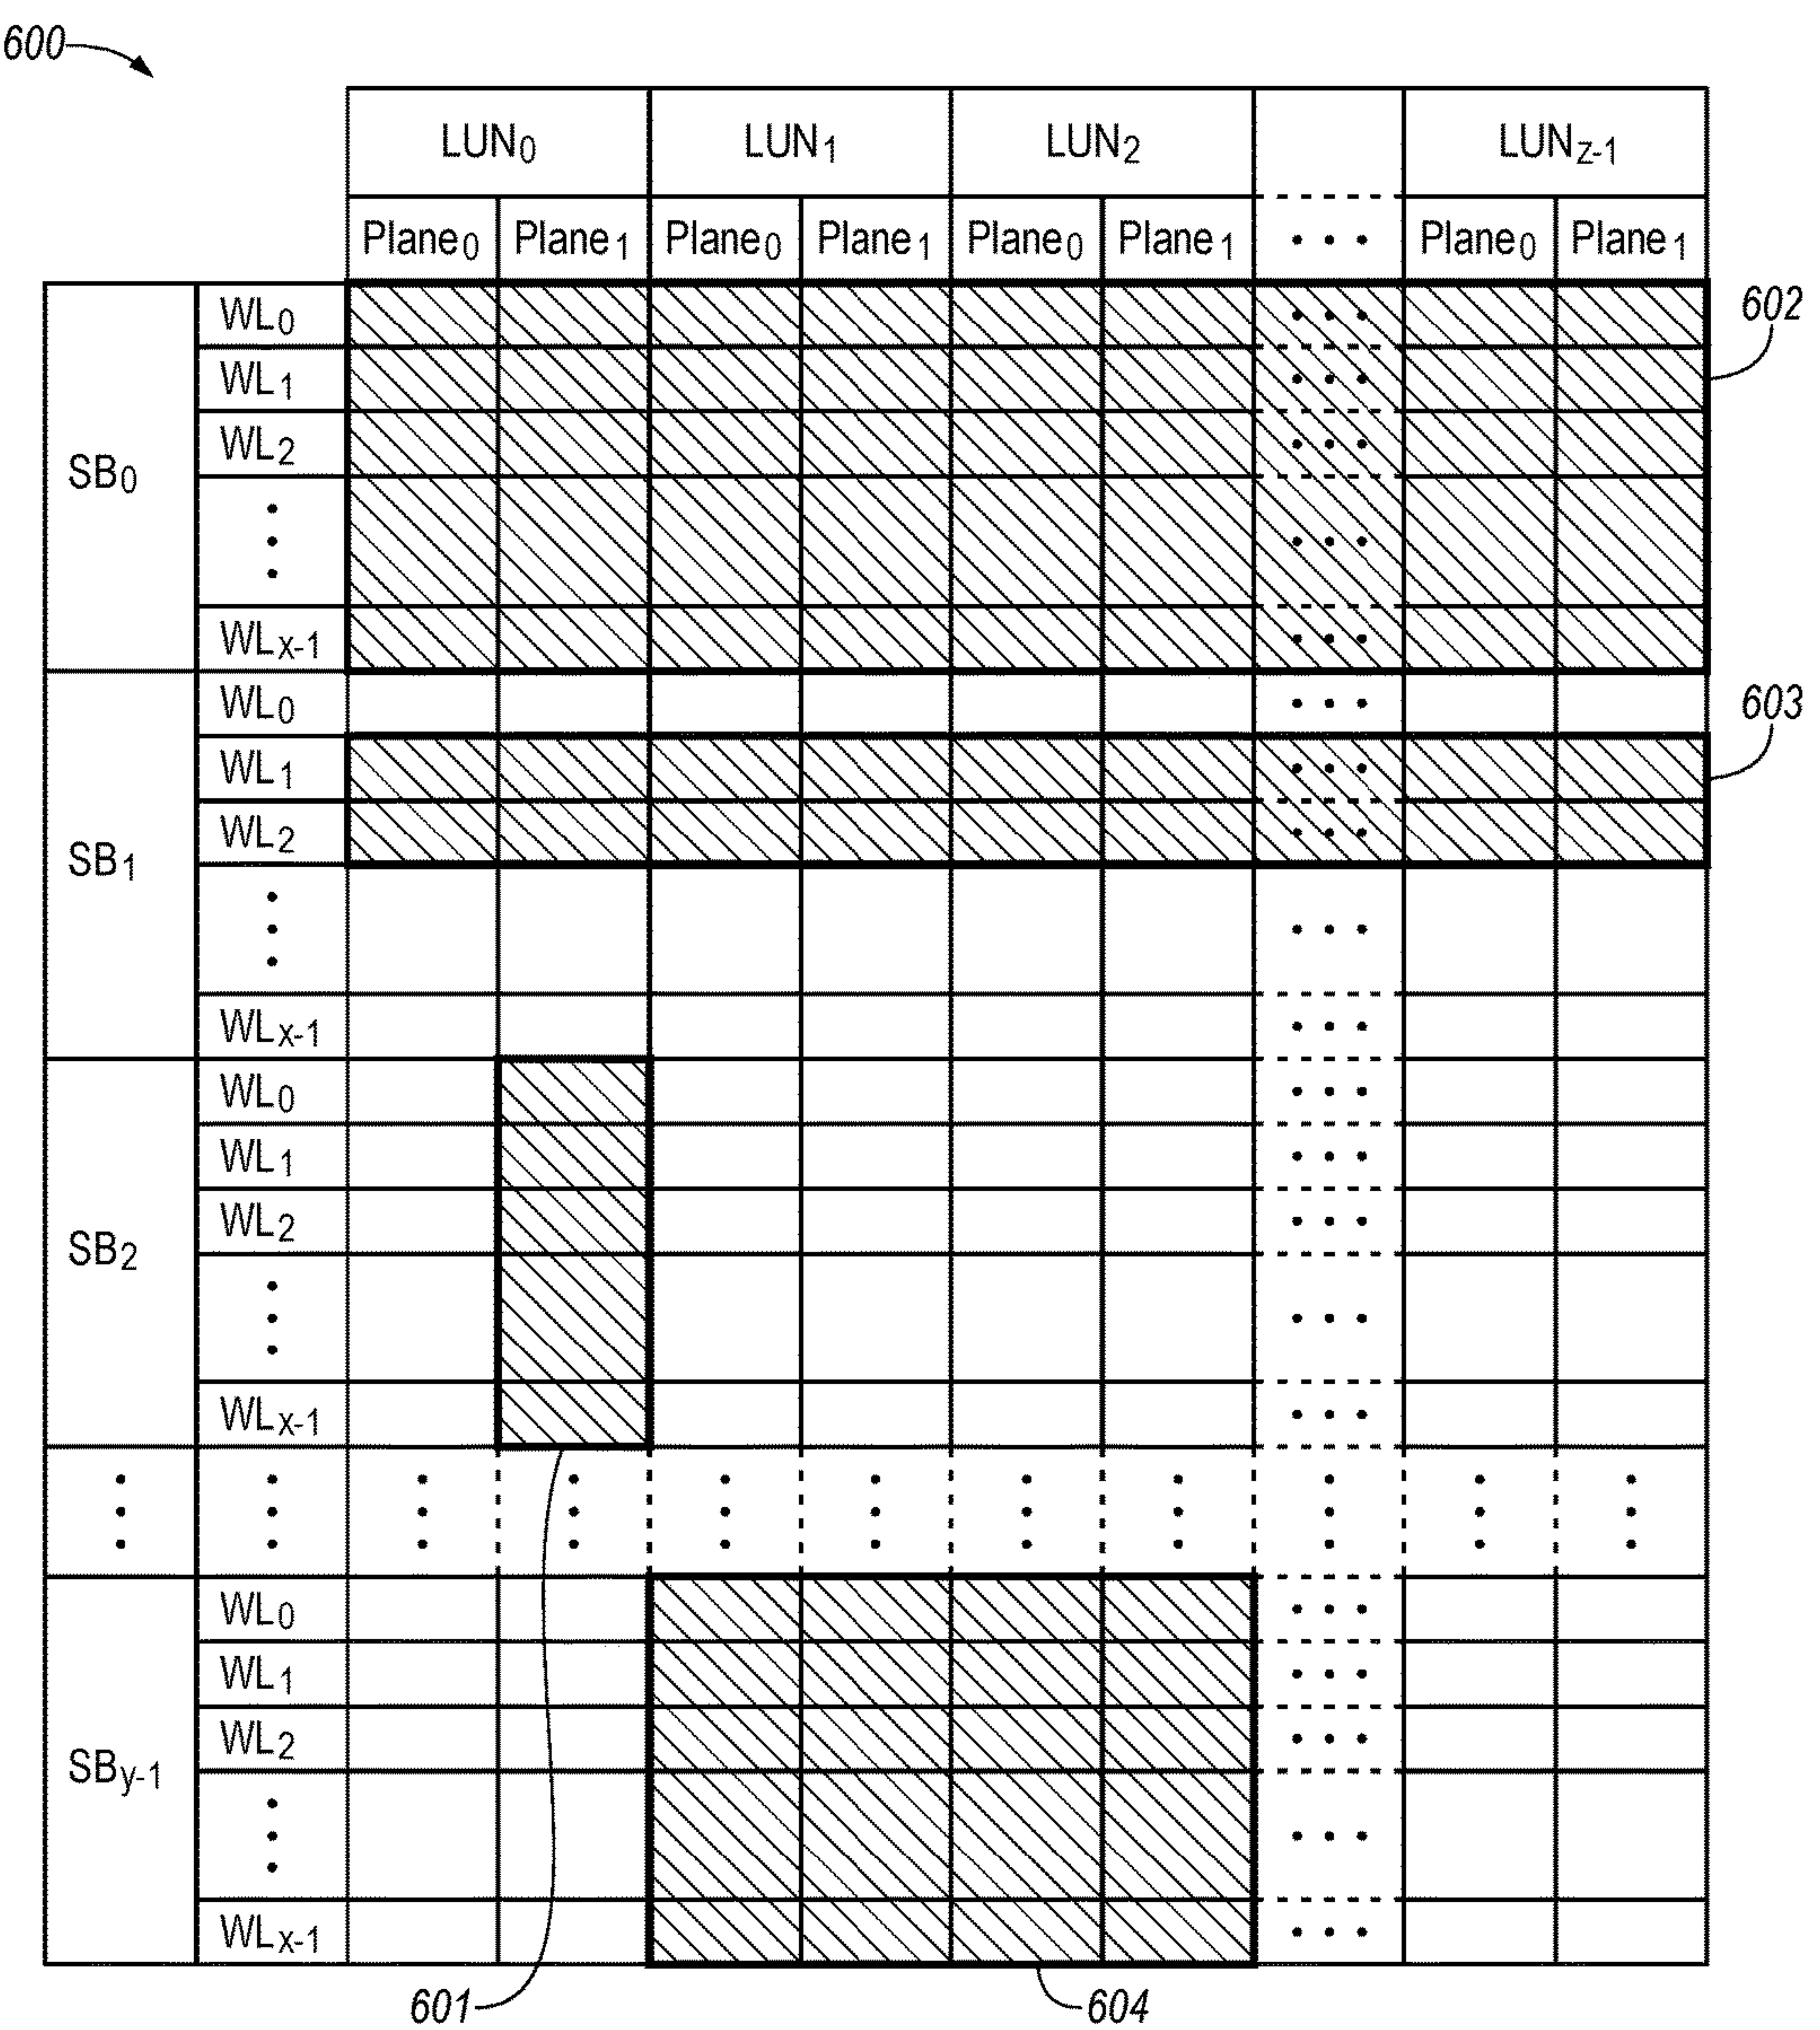 600
LUN0 LUN1 LUN2 LUNz-1
Plane0 Plane1 Plane0 Plane1 Plane0 Plane1 ... Plane0 Plane1
WL0 ... 602
WL1 ...
WL2 ...
SB0
⋮ ...
WLx-1 ...
WL0 ... 603
WL1 ...
WL2 ...
SB1
⋮ ...
WLx-1 ...
WL0 ...
WL1 ...
WL2 ...
SB2
⋮ ...
WLx-1 ...
⋮ ⋮ ⋮ ⋮ ⋮ ⋮ ⋮ ⋮ ⋮ ⋮ ⋮
WL0 ...
WL1 ...
WL2 ...
SBy-1
⋮ ...
WLx-1 ...
601 604